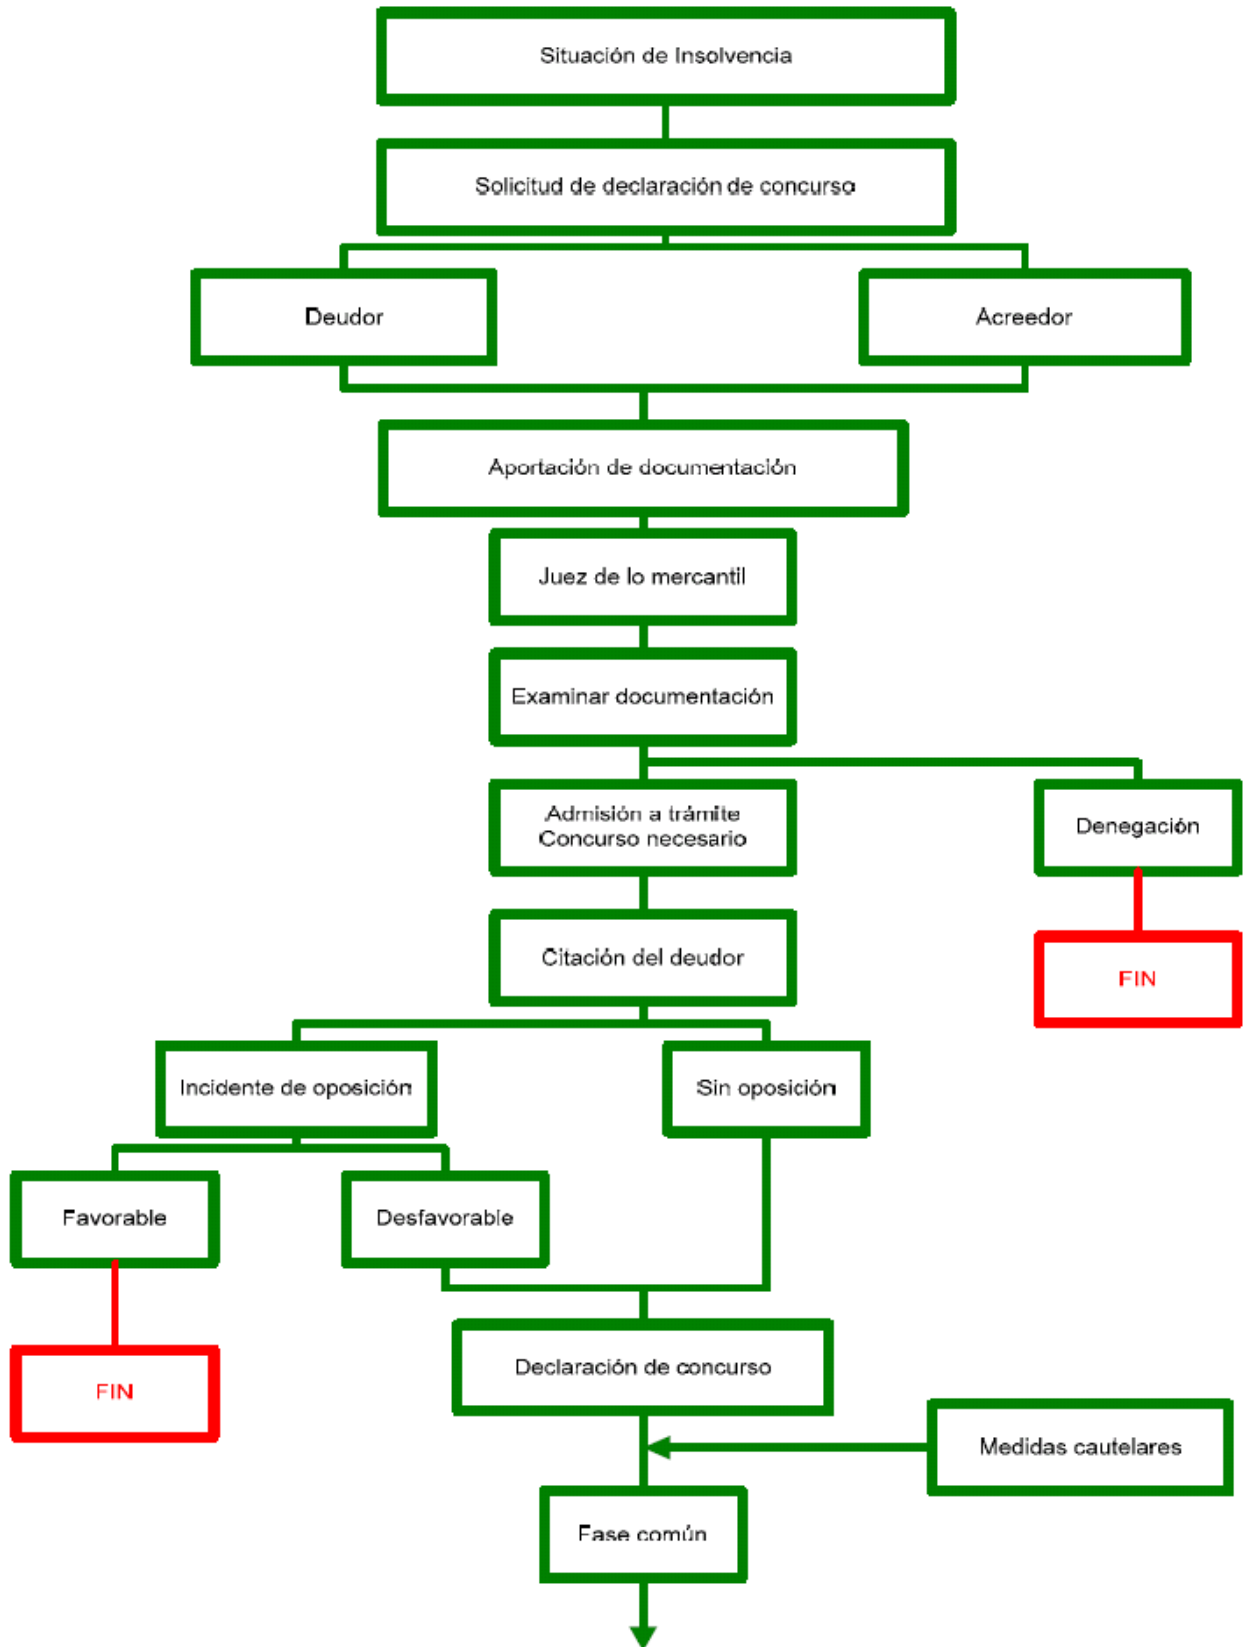 Situación de Insolvencia
Solicitud de declaración de concurso
Deudor
Acreedor
Aportación de documentación
Juez de lo mercantil
Examinar documentación
Admisión a trámite
Concurso necesario
Denegación
Citación del deudor
FIN
Incidente de oposición
Sin oposición
Favorable
Desfavorable
Declaración de concurso
FIN
Medidas cautelares
Fase común